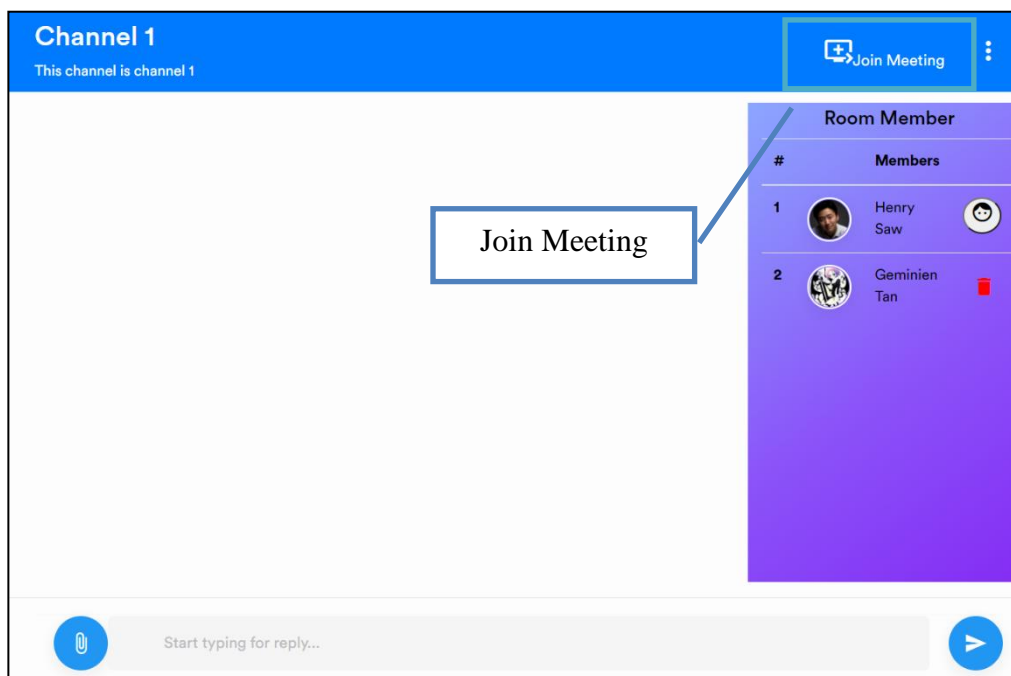 Channel 1
This channel is channel 1
Join Meeting
Room Member
# Members
1 Henry
Saw
2 Geminien
Tan
Join Meeting
Start typing for reply...